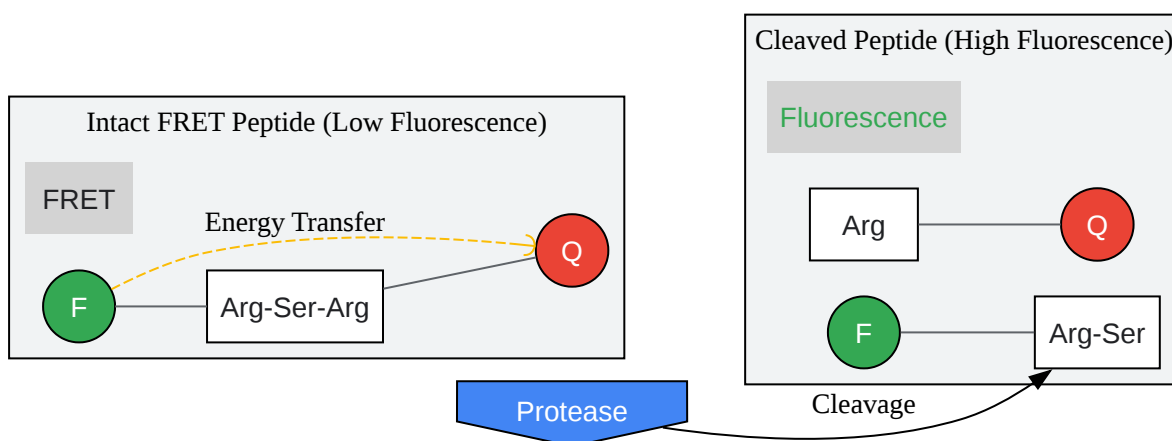 Intact FRET Peptide (Low Fluorescence)
FRET
Energy Transfer
F
Arg-Ser-Arg
Q
Cleaved Peptide (High Fluorescence)
Fluorescence
Arg
Q
F
Arg-Ser
Protease
Cleavage